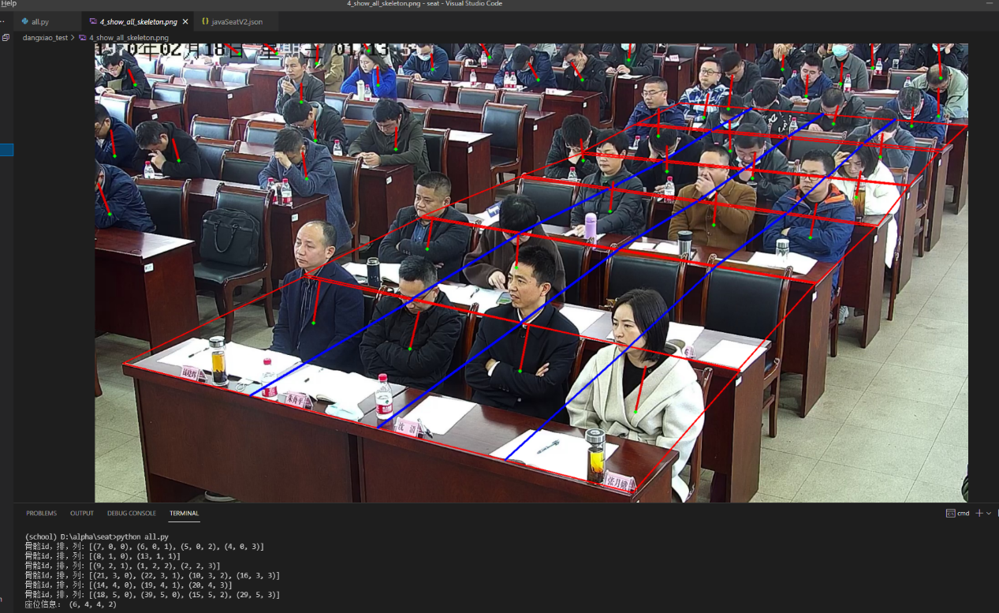 Help
4_show_all_skeleton.png - seat - Visual Studio Code
all.py
4_show_all_skeleton.png
javaSeatV2.json
dangxiao_test > 4_show_all_skeleton.png
1970年02月18日 星期三 01:13:5
沈 清
PROBLEMS OUTPUT DEBUG CONSOLE TERMINAL
cmd
(school) D:\alpha\seat>python all.py
骨骼id，排，列：[(7, 0, 0), (6, 0, 1), (5, 0, 2), (4, 0, 3)]
骨骼id，排，列：[(8, 1, 0), (13, 1, 1)]
骨骼id，排，列：[(9, 2, 1), (1, 2, 2), (2, 2, 3)]
骨骼id，排，列：[(21, 3, 0), (22, 3, 1), (10, 3, 2), (16, 3, 3)]
骨骼id，排，列：[(14, 4, 0), (19, 4, 1), (20, 4, 3)]
骨骼id，排，列：[(18, 5, 0), (39, 5, 0), (15, 5, 2), (29, 5, 3)]
座位信息： (6, 4, 4, 2)